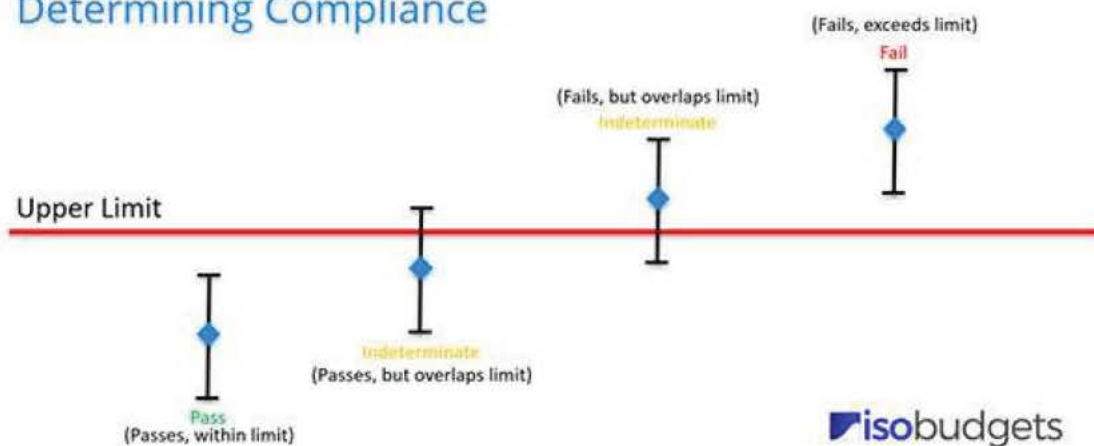 Determining Compliance
(Fails, exceeds limit)
Fail
(Fails, but overlaps limit)
Indeterminate
Upper Limit
Indeterminate
(Passes, but overlaps limit)
Pass
(Passes, within limit)
isobudgets